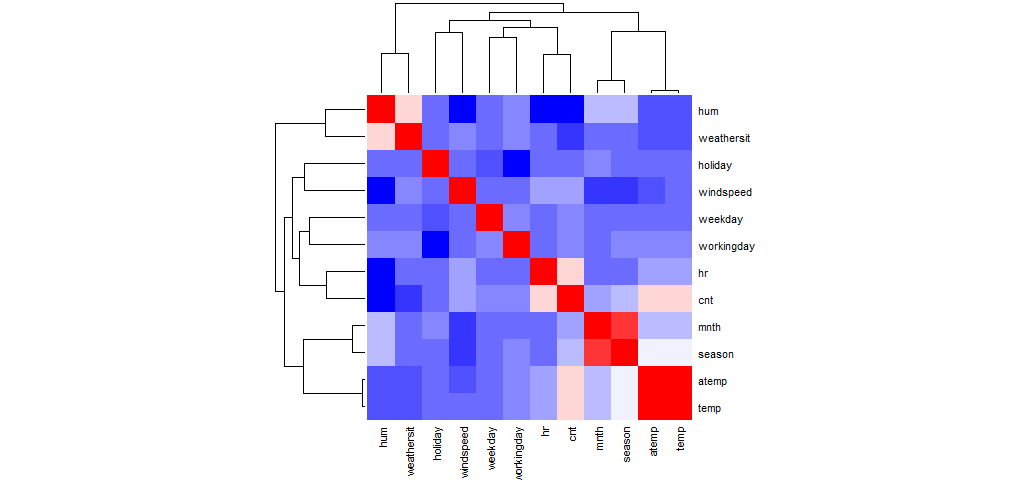 hum
weathersit
holiday
windspeed
weekday
workingday
hr
cnt
mnth
season
atemp
temp
hum
weathersit
holiday
windspeed
weekday
workingday
hr
cnt
mnth
season
atemp
temp